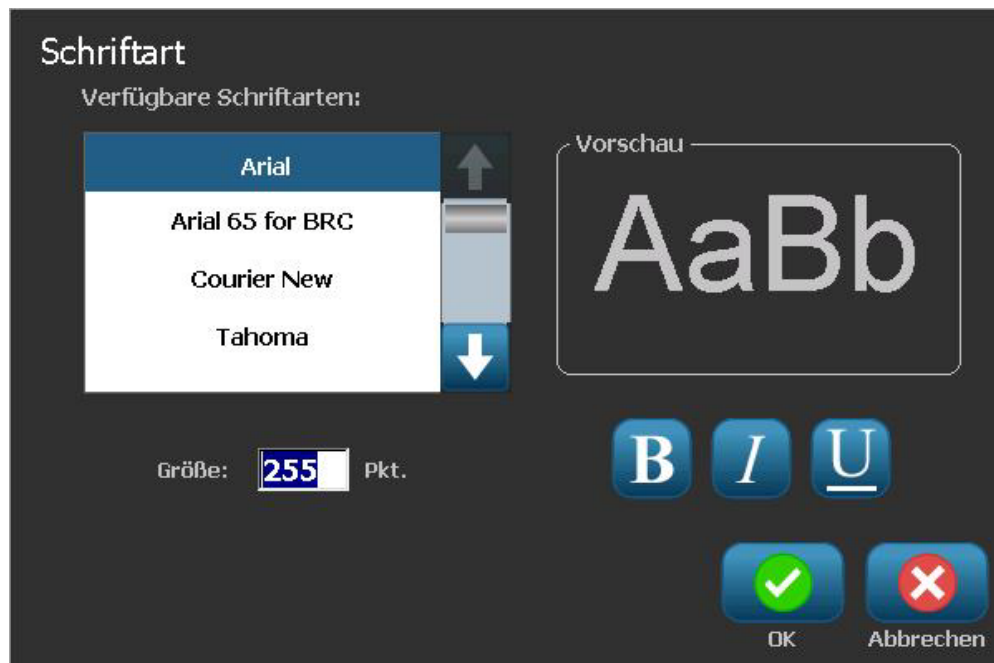 Schriftart
Verfügbare Schriftarten:
Arial
Arial 65 for BRC
Courier New
Tahoma
Vorschau
AaBb
Größe: 255 Pkt.
B I U
OK Abbrechen